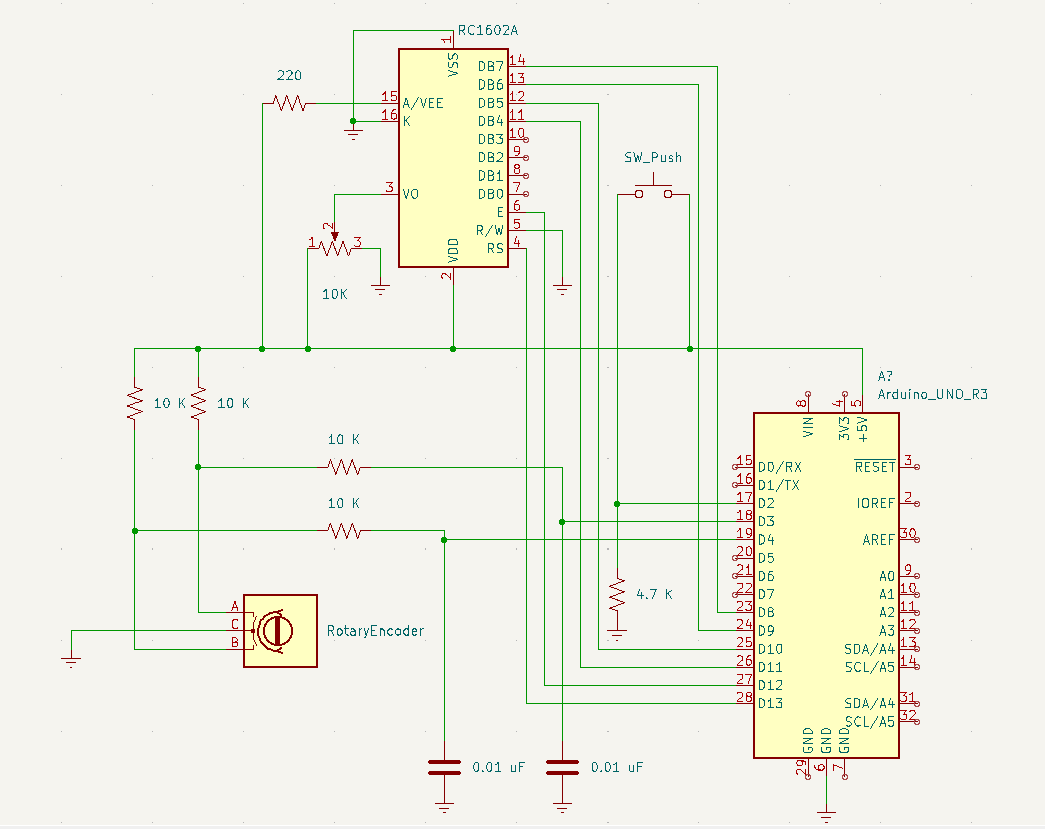 RC1602A
1
VSS
220
15 A/VEE
16 K
3 VO
2
1 3
10K
VDD
2
DB7 14
DB6 13
DB5 12
DB4 11
DB3 10
DB2 9
DB1 8
DB0 7
E 6
R/W 5
RS 4
SW_Push
10 K
10 K
10 K
10 K
A
C
B
RotaryEncoder
4.7 K
0.01 uF
0.01 uF
A?
Arduino_UNO_R3
8 4 5
VIN 3V3 +5V
15 D0/RX
16 D1/TX
17 D2
18 D3
19 D4
20 D5
21 D6
22 D7
23 D8
24 D9
25 D10
26 D11
27 D12
28 D13
RESET 3
IOREF 2
AREF 30
A0 9
A1 10
A2 11
A3 12
SDA/A4 13
SCL/A5 14
SDA/A4 31
SCL/A5 32
GND GND GND
29 6 7